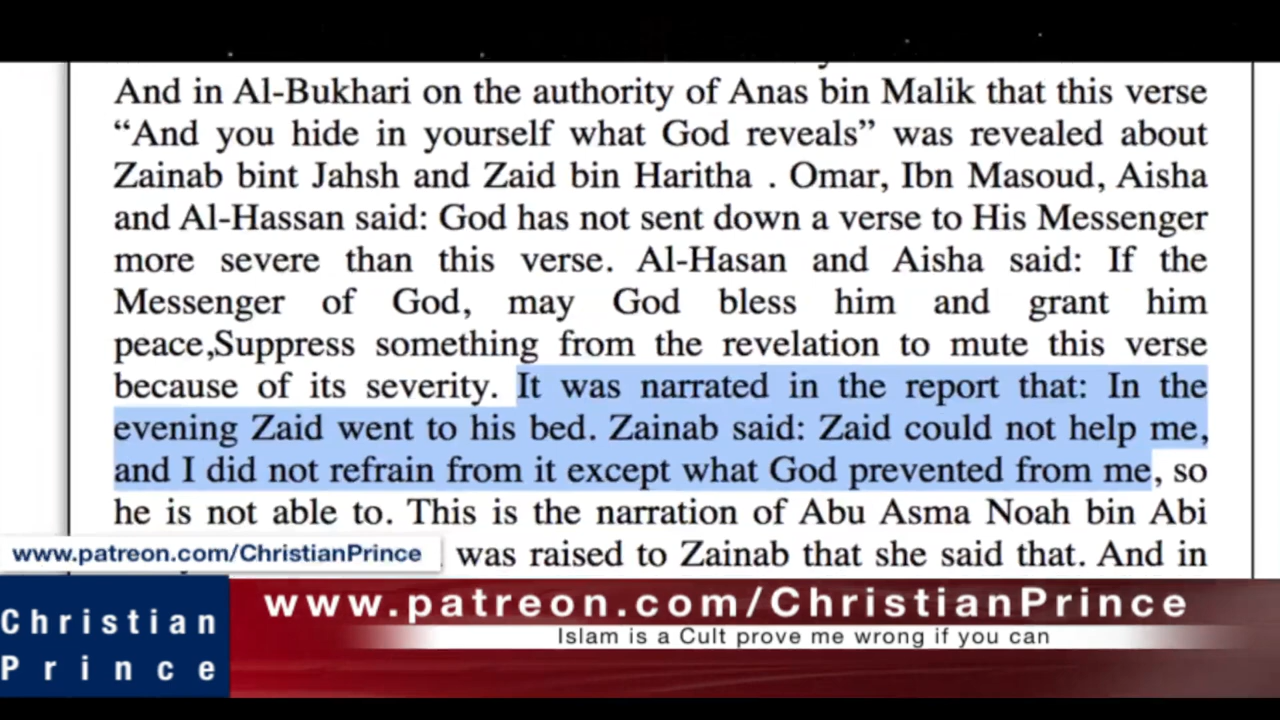 And in Al-Bukhari on the authority of Anas bin Malik that this verse
“And you hide in yourself what God reveals” was revealed about
Zainab bint Jahsh and Zaid bin Haritha . Omar, Ibn Masoud, Aisha
and Al-Hassan said: God has not sent down a verse to His Messenger
more severe than this verse. Al-Hasan and Aisha said: If the
Messenger of God, may God bless him and grant him
peace,Suppress something from the revelation to mute this verse
because of its severity. It was narrated in the report that: In the
evening Zaid went to his bed. Zainab said: Zaid could not help me,
and I did not refrain from it except what God prevented from me, so
he is not able to. This is the narration of Abu Asma Noah bin Abi
www.patreon.com/ChristianPrince was raised to Zainab that she said that. And in
www.patreon.com/ChristianPrince
Islam is a Cult prove me wrong if you can
Christian
Prince